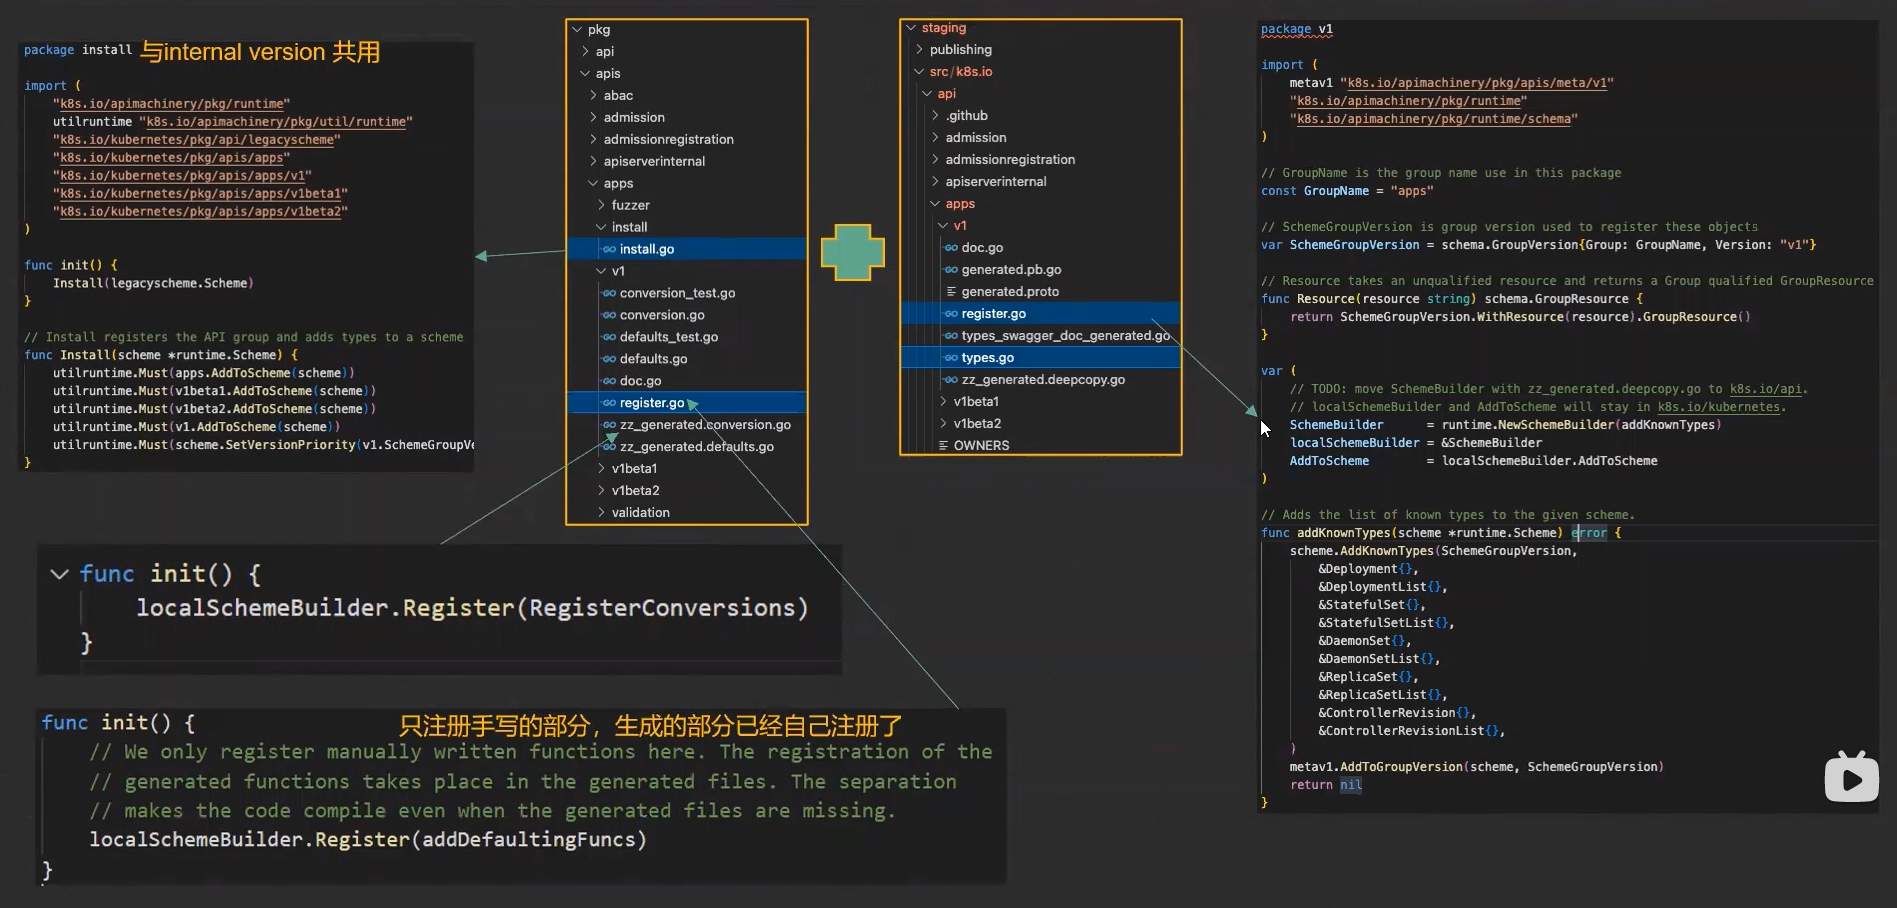 package install 与internal version 共用
import (
"k8s.io/apimachinery/pkg/runtime"
utilruntime "k8s.io/apimachinery/pkg/util/runtime"
"k8s.io/kubernetes/pkg/api/legacyscheme"
"k8s.io/kubernetes/pkg/apis/apps"
"k8s.io/kubernetes/pkg/apis/apps/v1"
"k8s.io/kubernetes/pkg/apis/apps/v1beta1"
"k8s.io/kubernetes/pkg/apis/apps/v1beta2"
)
func init() {
Install(legacyscheme.Scheme)
}
// Install registers the API group and adds types to a scheme
func Install(scheme *runtime.Scheme) {
utilruntime.Must(apps.AddToScheme(scheme))
utilruntime.Must(v1beta1.AddToScheme(scheme))
utilruntime.Must(v1beta2.AddToScheme(scheme))
utilruntime.Must(v1.AddToScheme(scheme))
utilruntime.Must(scheme.SetVersionPriority(v1.SchemeGroupVe
}
pkg
api
apis
abac
admission
admissionregistration
apiserverinternal
apps
fuzzer
install
install.go
v1
conversion_test.go
conversion.go
defaults_test.go
defaults.go
doc.go
register.go
zz_generated.conversion.go
zz_generated.defaults.go
v1beta1
v1beta2
validation
staging
publishing
src/k8s.io
api
.github
admission
admissionregistration
apiserverinternal
apps
v1
doc.go
generated.pb.go
generated.proto
register.go
types_swagger_doc_generated.go
types.go
zz_generated.deepcopy.go
v1beta1
v1beta2
OWNERS
package v1
import (
metav1 "k8s.io/apimachinery/pkg/apis/meta/v1"
"k8s.io/apimachinery/pkg/runtime"
"k8s.io/apimachinery/pkg/runtime/schema"
)
// GroupName is the group name use in this package
const GroupName = "apps"
// SchemeGroupVersion is group version used to register these objects
var SchemeGroupVersion = schema.GroupVersion{Group: GroupName, Version: "v1"}
// Resource takes an unqualified resource and returns a Group qualified GroupResource
func Resource(resource string) schema.GroupResource {
return SchemeGroupVersion.WithResource(resource).GroupResource()
}
var (
// TODO: move SchemeBuilder with zz_generated.deepcopy.go to k8s.io/api.
// localSchemeBuilder and AddToScheme will stay in k8s.io/kubernetes.
SchemeBuilder = runtime.NewSchemeBuilder(addKnownTypes)
localSchemeBuilder = &SchemeBuilder
AddToScheme = localSchemeBuilder.AddToScheme
)
// Adds the list of known types to the given scheme.
func addKnownTypes(scheme *runtime.Scheme) error {
scheme.AddKnownTypes(SchemeGroupVersion,
&Deployment{},
&DeploymentList{},
&StatefulSet{},
&StatefulSetList{},
&DaemonSet{},
&DaemonSetList{},
&ReplicaSet{},
&ReplicaSetList{},
&ControllerRevision{},
&ControllerRevisionList{},
)
metav1.AddToGroupVersion(scheme, SchemeGroupVersion)
return nil
}
func init() {
localSchemeBuilder.Register(RegisterConversions)
}
func init() { 只注册手写的部分，生成的部分已经自己注册了
// We only register manually written functions here. The registration of the
// generated functions takes place in the generated files. The separation
// makes the code compile even when the generated files are missing.
localSchemeBuilder.Register(addDefaultingFuncs)
}